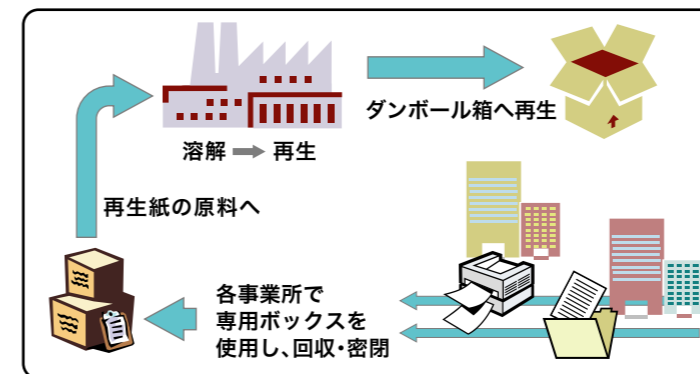 ダンボール箱へ再生
溶解 → 再生
再生紙の原料へ
各事業所で
専用ボックスを
使用し、回収・密閉